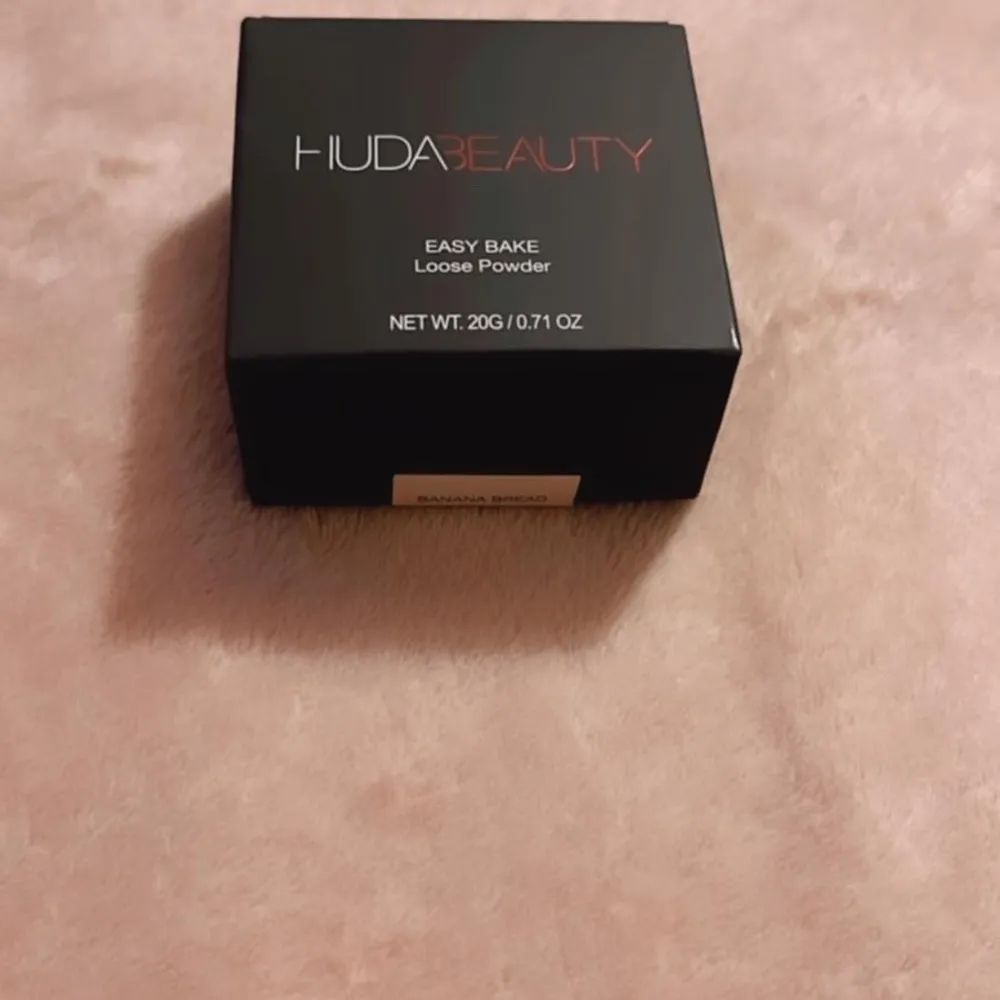 HUDABEAUTY
EASY BAKE
Loose Powder
NET WT. 20G / 0.71 OZ
BANANA BREAD